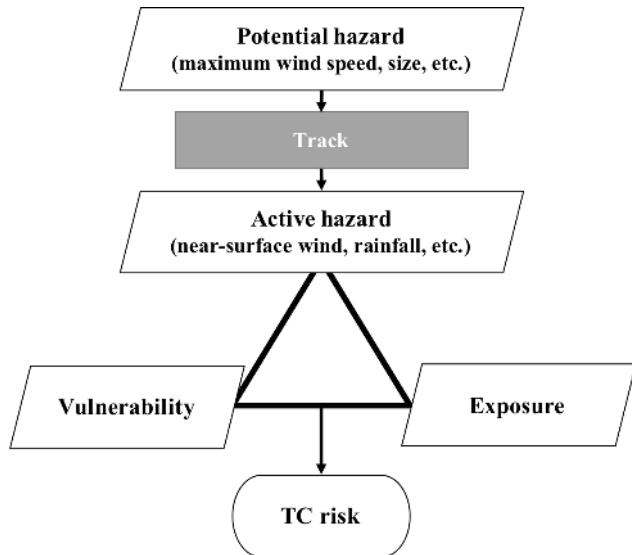 Potential hazard
(maximum wind speed, size, etc.)
Track
Active hazard
(near-surface wind, rainfall, etc.)
Vulnerability
Exposure
TC risk